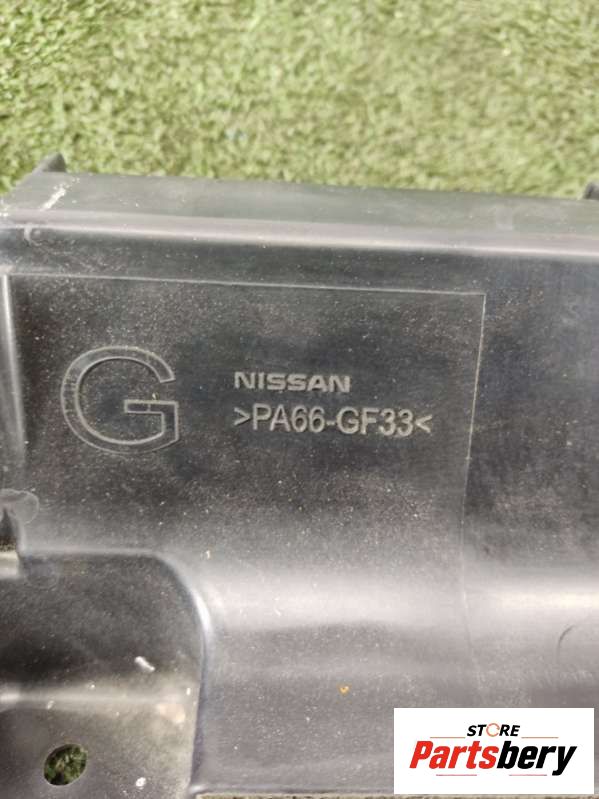 G
NISSAN
>PA66-GF33<
STORE
Partsbery